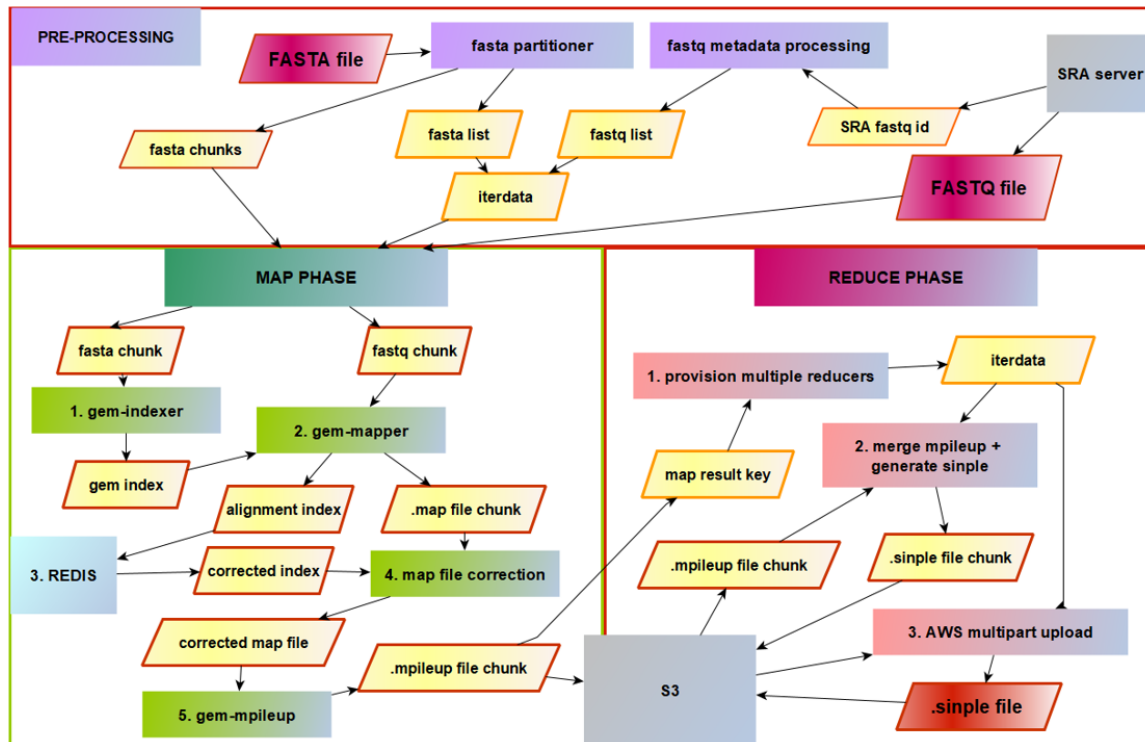 PRE-PROCESSING
FASTA file
fasta partitioner
fastq metadata processing
SRA server
fasta list
fastq list
SRA fastq id
fasta chunks
iterdata
FASTQ file
MAP PHASE
fasta chunk
fastq chunk
1. gem-indexer
2. gem-mapper
gem index
alignment index
.map file chunk
3. REDIS
corrected index
4. map file correction
corrected map file
.mpileup file chunk
5. gem-mpileup
REDUCE PHASE
iterdata
1. provision multiple reducers
2. merge mpileup +
generate sinple
map result key
.mpileup file chunk
.sinple file chunk
3. AWS multipart upload
S3
.sinple file